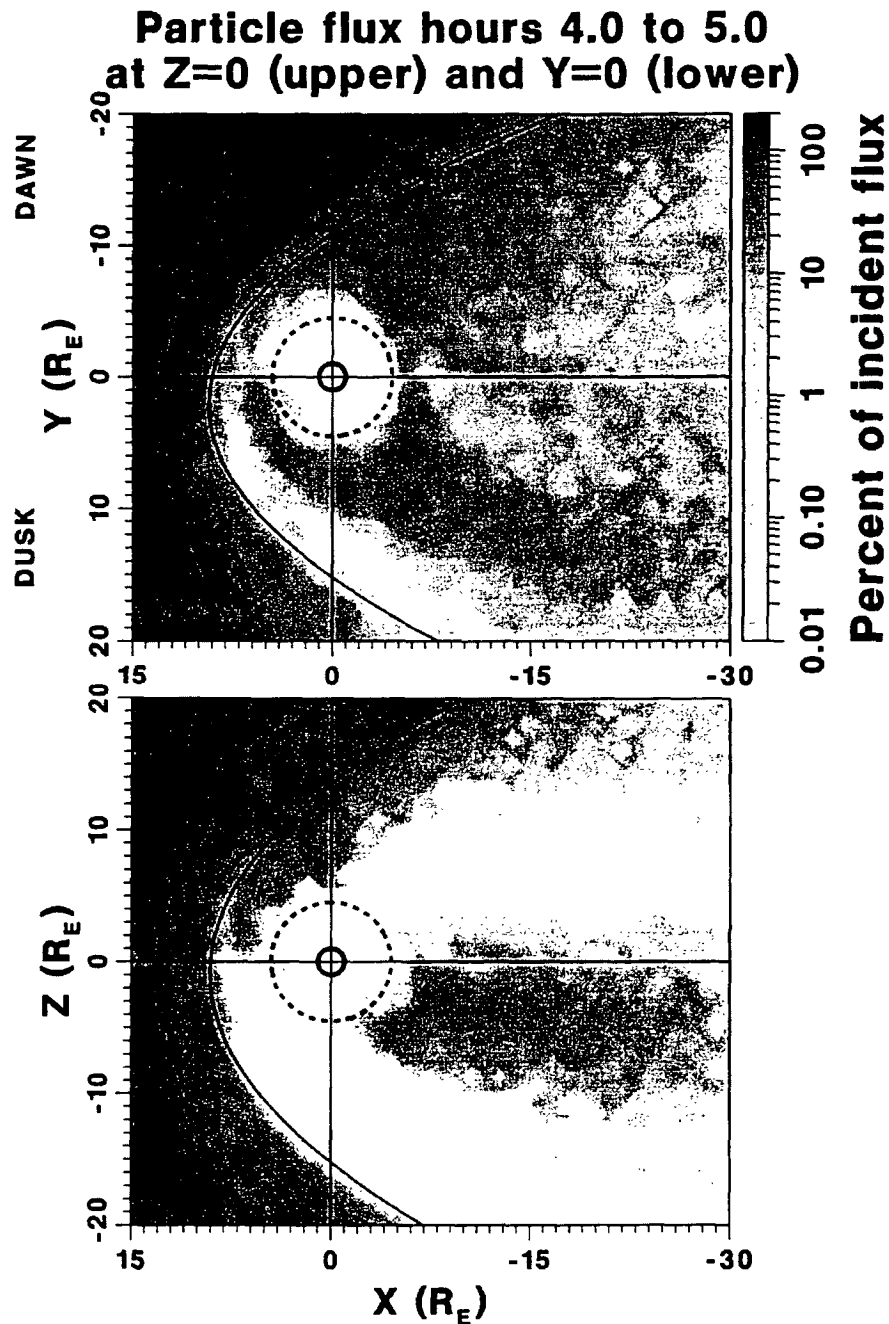 Particle flux hours 4.0 to 5.0
at Z=0 (upper) and Y=0 (lower)
DAWN
DUSK
Y (R_E)
-20
-10
0
10
20
15
0
-15
-30
100
10
1
0.10
0.01
Percent of incident flux
Z (R_E)
20
10
0
-10
-20
15
0
-15
-30
X (R_E)